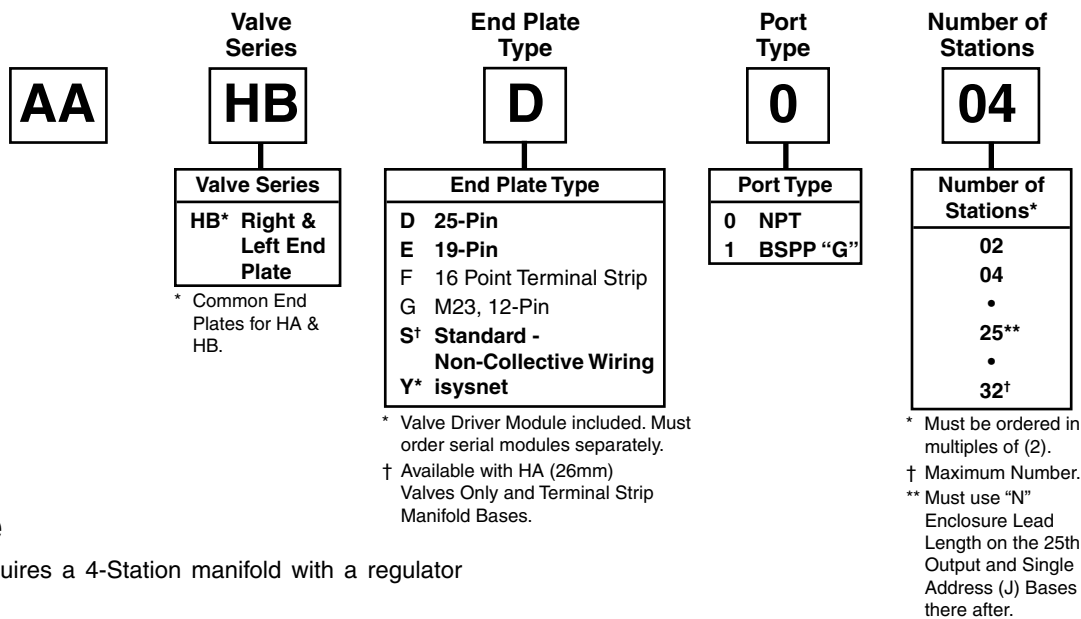 Valve
Series
End Plate
Type
Port
Type
Number of
Stations
AA
HB
D
0
04
Valve Series
HB* Right &
Left End
Plate
* Common End
Plates for HA &
HB.
End Plate Type
D 25-Pin
E 19-Pin
F 16 Point Terminal Strip
G M23, 12-Pin
S† Standard -
Non-Collective Wiring
Y* isysnet
* Valve Driver Module included. Must
order serial modules separately.
† Available with HA (26mm)
Valves Only and Terminal Strip
Manifold Bases.
Port Type
0 NPT
1 BSPP “G”
Number of
Stations*
02
04
•
25**
•
32†
* Must be ordered in
multiples of (2).
† Maximum Number.
** Must use “N”
Enclosure Lead
Length on the 25th
Output and Single
Address (J) Bases
there after.
uires a 4-Station manifold with a regulator